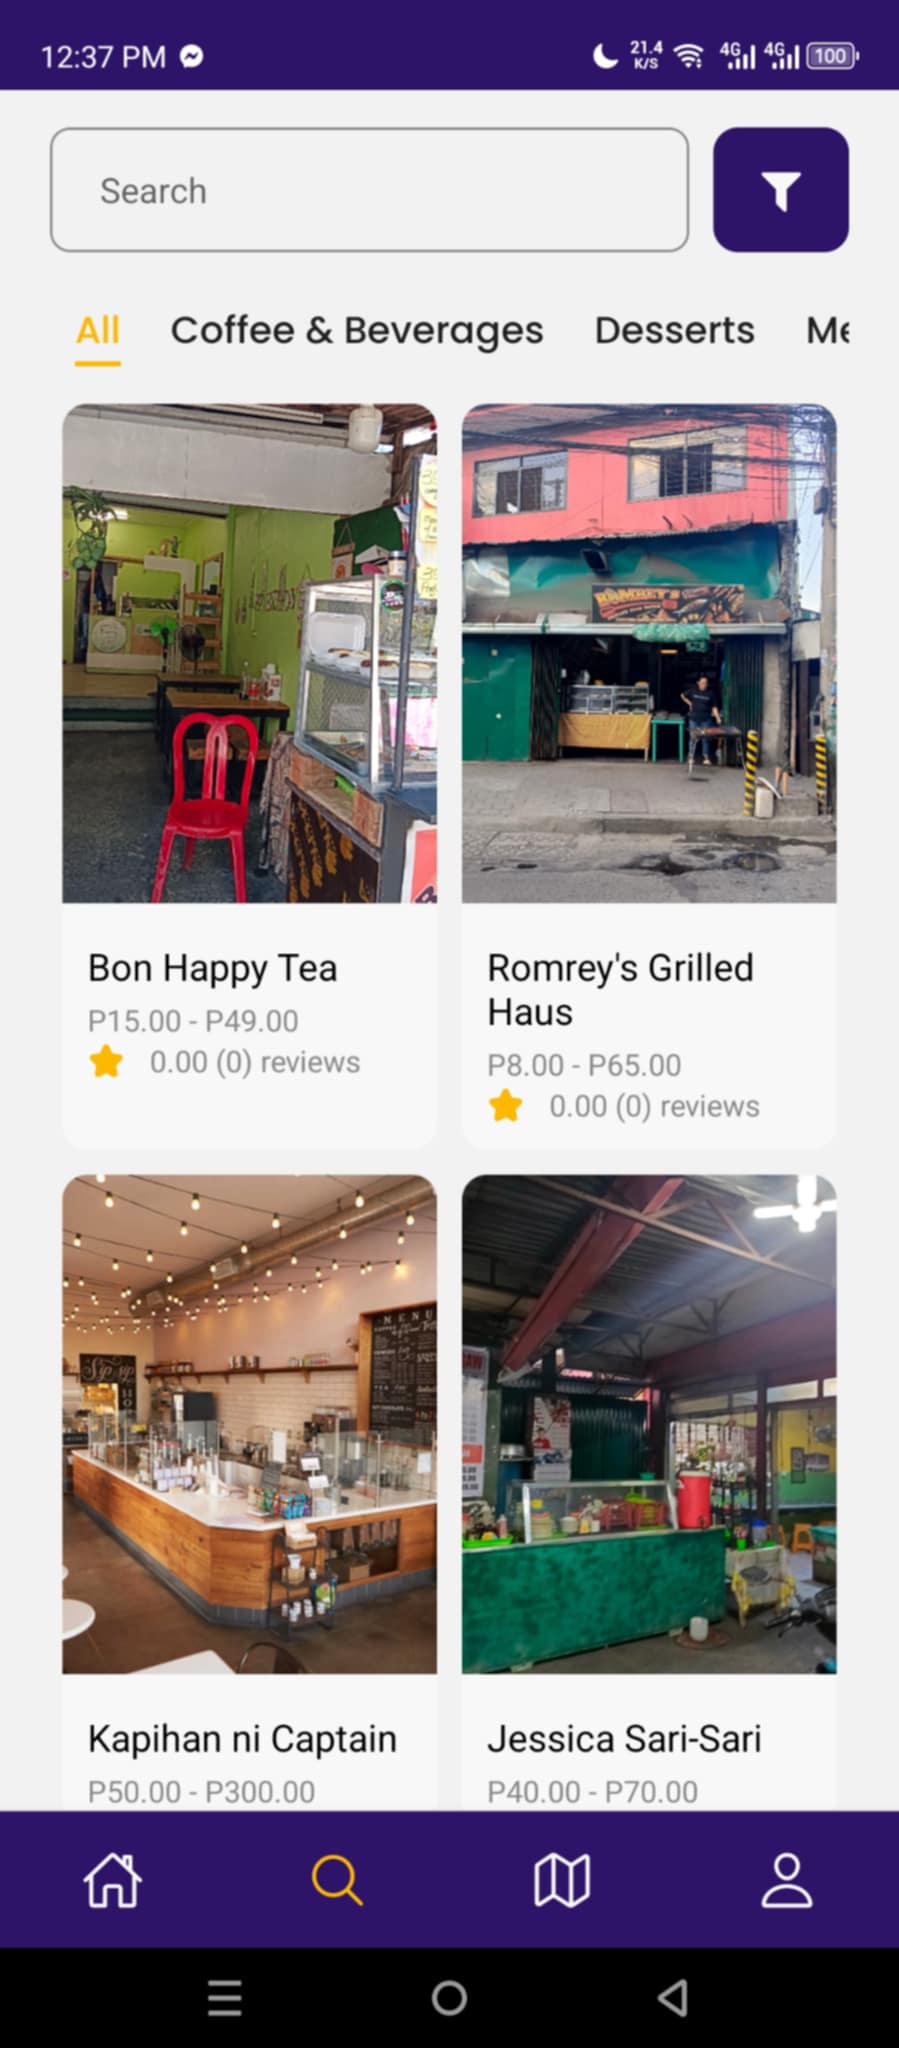 12:37 PM
21.4
K/S
4G
4G
100
Search
All Coffee & Beverages Desserts Me
ROMREY'S
MENU
Bon Happy Tea
P15.00 - P49.00
0.00 (0) reviews
Romrey's Grilled
Haus
P8.00 - P65.00
0.00 (0) reviews
Kapihan ni Captain
P50.00 - P300.00
Jessica Sari-Sari
P40.00 - P70.00